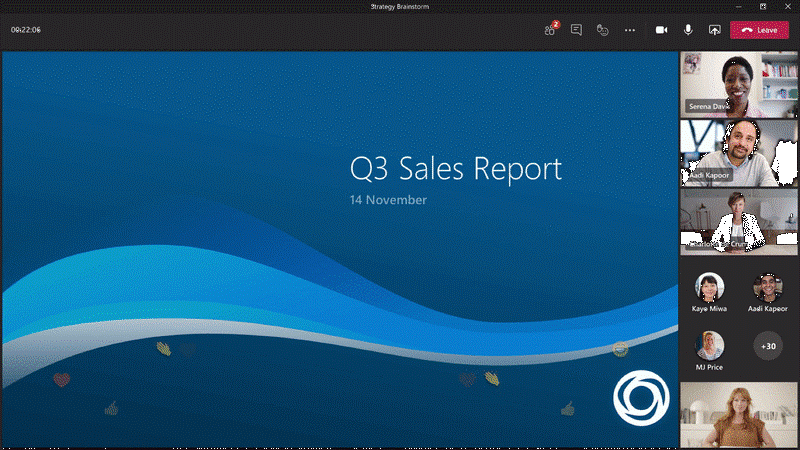 Strategy Brainstorm
00:22:06
2
Leave
Q3 Sales Report
14 November
Serena Davis
Aadi Kapoor
Charlotte de Crum
Kayo Miwa
Aadi Kapoor
MJ Price
+30